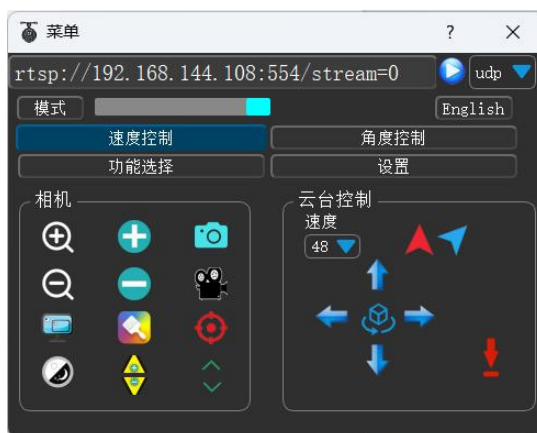 菜单
rtsp://192.168.144.108:554/stream=0 udp
模式 English
速度控制 角度控制
功能选择 设置
相机 云台控制
速度
48